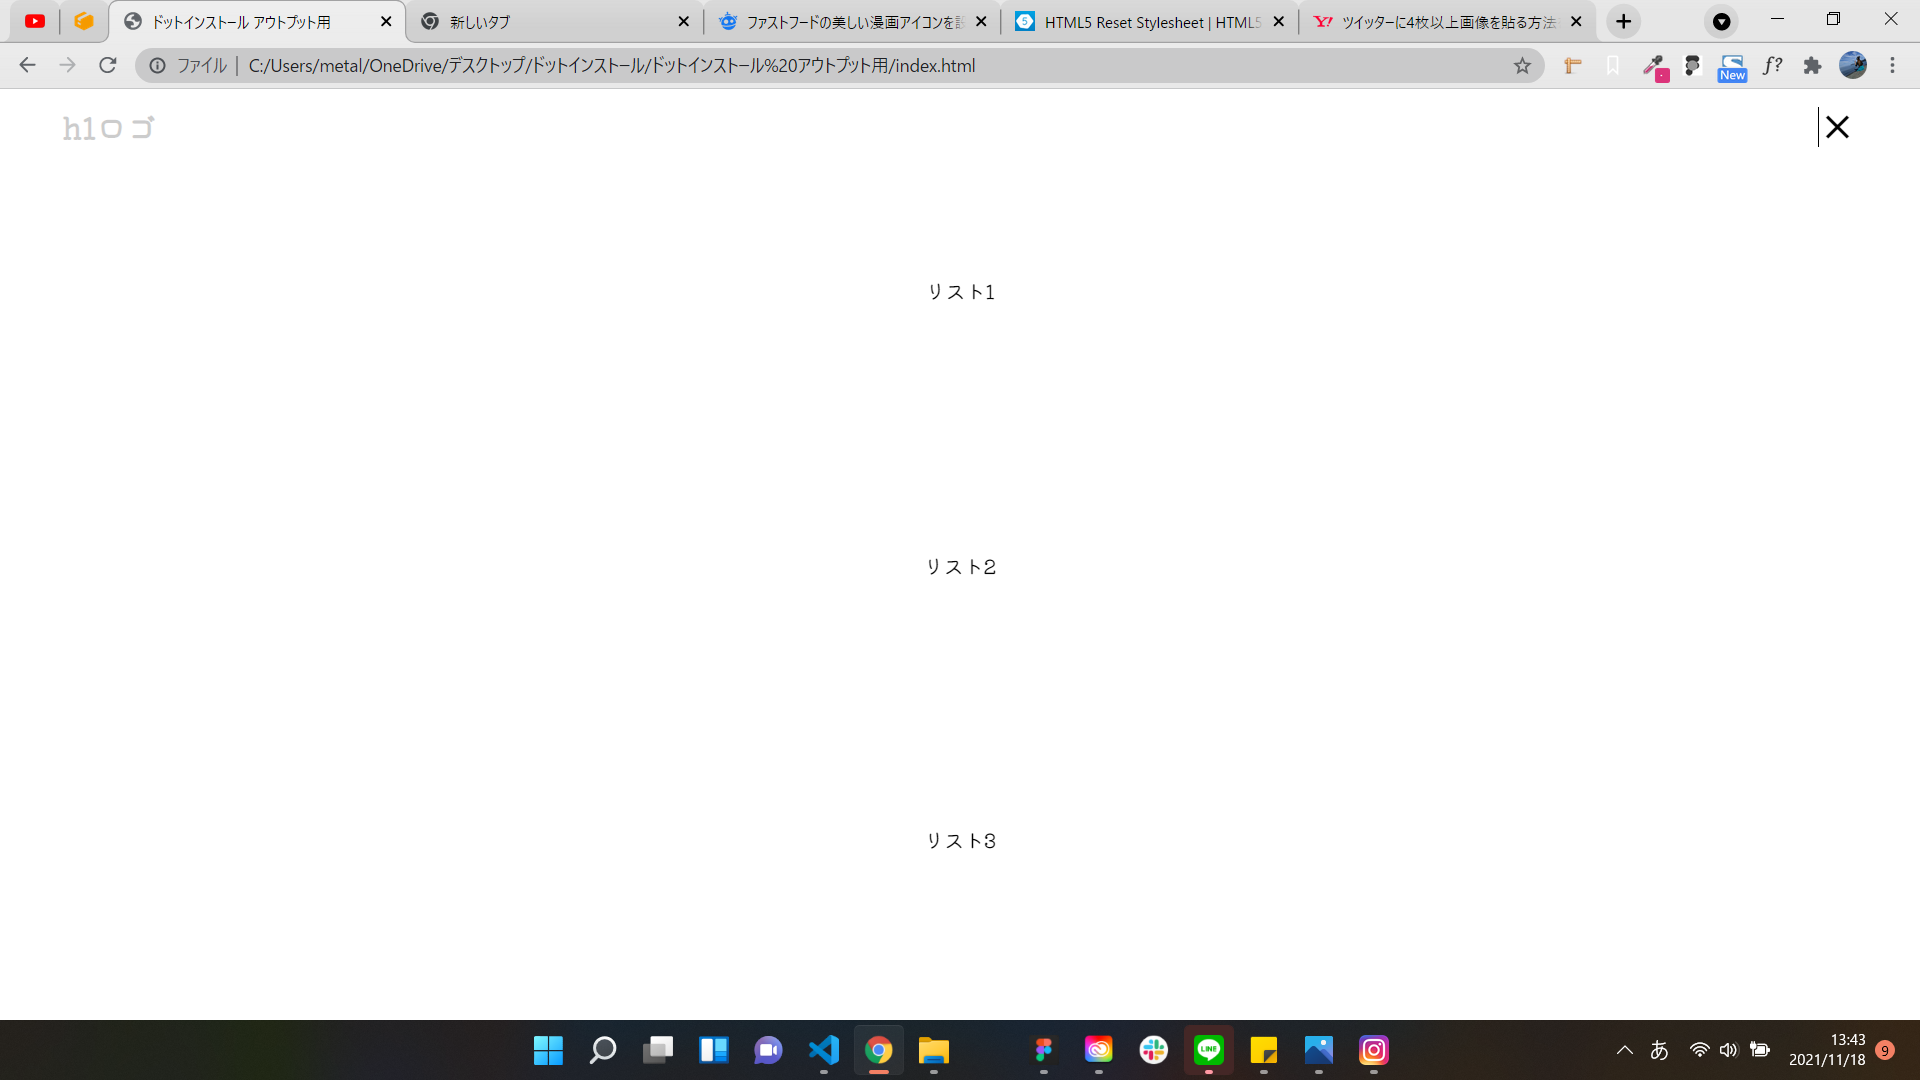 ドットインストール アウトプット用
新しいタブ
ファストフードの美しい漫画アイコンを設
HTML5 Reset Stylesheet | HTML5
ツイッターに4枚以上画像を貼る方法
ファイル | C:/Users/metal/OneDrive/デスクトップ/ドットインストール/ドットインストール%20アウトプット用/index.html
New
f?
h1ロゴ
リスト1
リスト2
リスト3
LINE
あ
13:43
2021/11/18
9